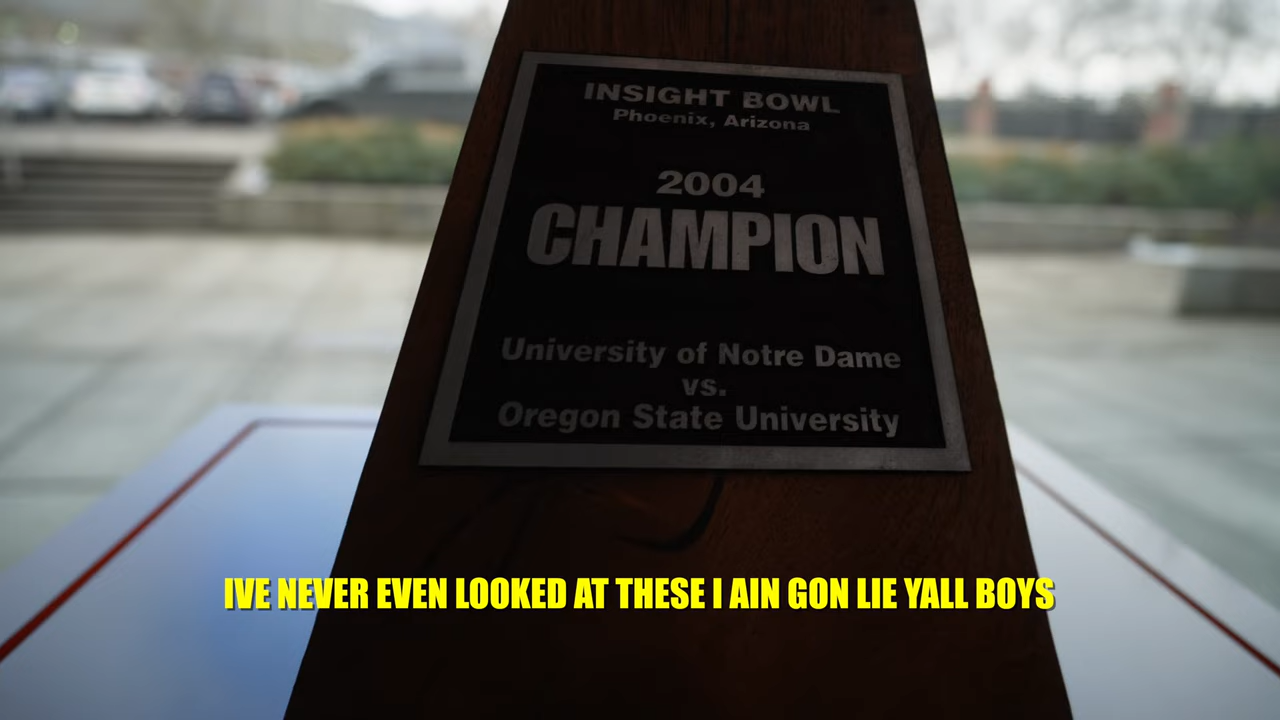 INSIGHT BOWL
Phoenix, Arizona
2004
CHAMPION
University of Notre Dame
vs.
Oregon State University
IVE NEVER EVEN LOOKED AT THESE I AIN GON LIE YALL BOYS